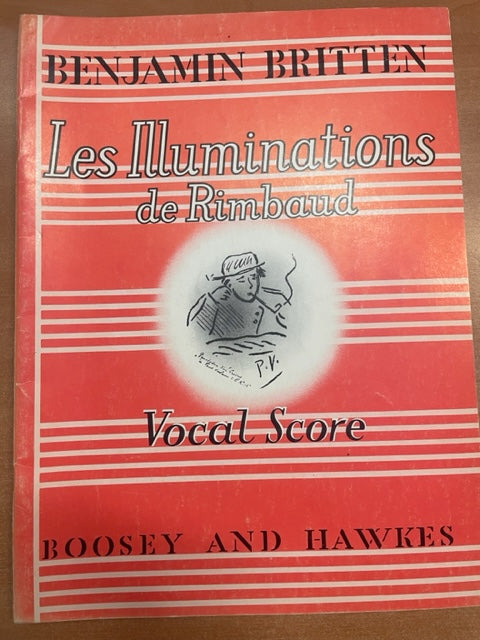 BENJAMIN BRITTEN
Les Illuminations
de Rimbaud
P.V.
Vocal Score
BOOSEY AND HAWKES